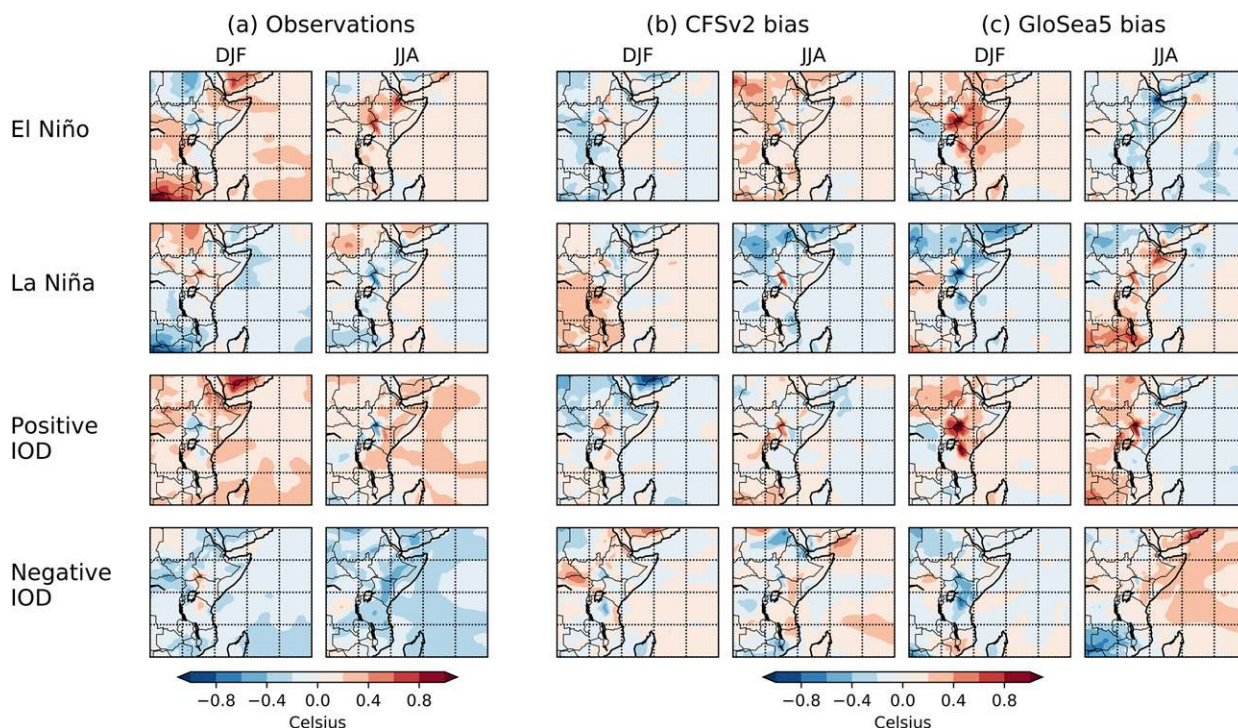 (a) Observations
(b) CFSv2 bias
(c) GloSea5 bias
DJF
JJA
DJF
JJA
DJF
JJA
El Niño
La Niña
Positive
IOD
Negative
IOD
−0.8 −0.4 0.0 0.4 0.8
Celsius
−0.8 −0.4 0.0 0.4 0.8
Celsius